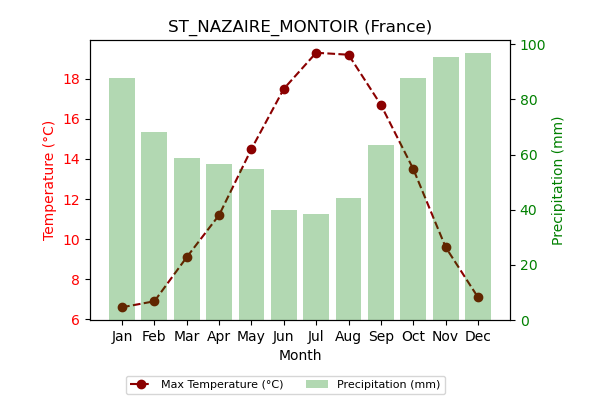 ST_NAZAIRE_MONTOIR (France)
Temperature (°C)
18
16
14
12
10
8
6
100
80
60
40
20
0
Precipitation (mm)
Jan Feb Mar Apr May Jun Jul Aug Sep Oct Nov Dec
Month
Max Temperature (°C) Precipitation (mm)